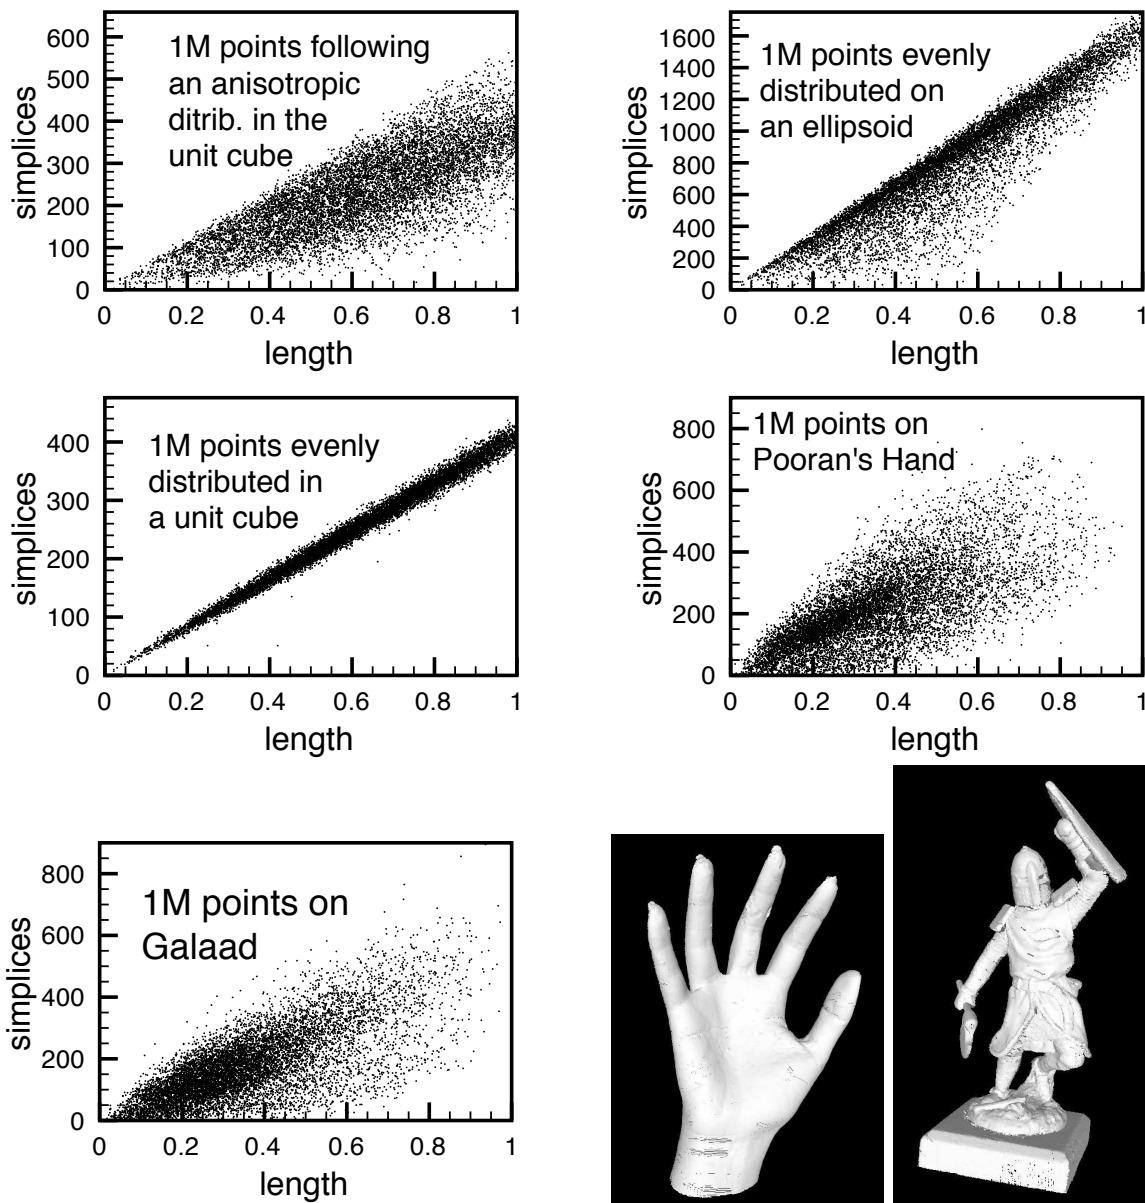 600
500
400
300
200
100
0
simplices
1M points following
an anisotropic
ditrib. in the
unit cube
0 0.2 0.4 0.6 0.8 1
length
1600
1400
1200
1000
800
600
400
200
0
simplices
1M points evenly
distributed on
an ellipsoid
0 0.2 0.4 0.6 0.8 1
length
400
300
200
100
0
simplices
1M points evenly
distributed in
a unit cube
0 0.2 0.4 0.6 0.8 1
length
800
600
400
200
0
simplices
1M points on
Pooran's Hand
0 0.2 0.4 0.6 0.8 1
length
800
600
400
200
0
simplices
1M points on
Galaad
0 0.2 0.4 0.6 0.8 1
length